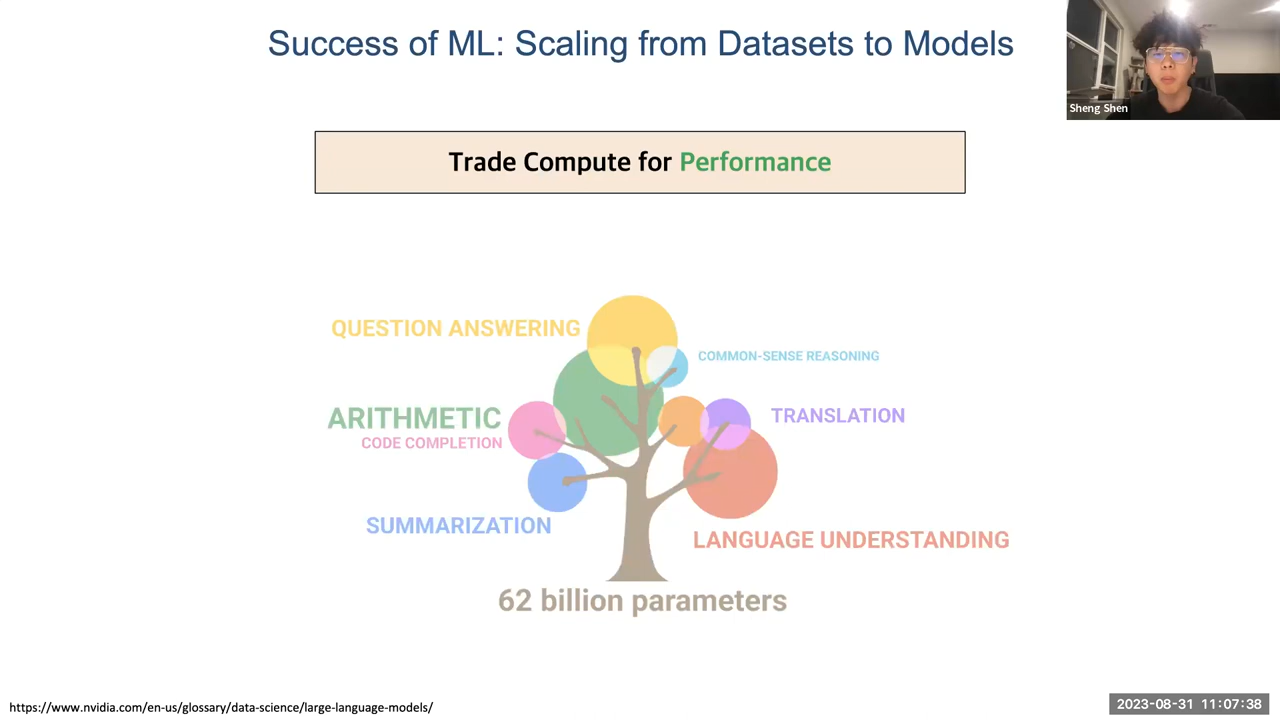 Success of ML: Scaling from Datasets to Models
Sheng Shen
Trade Compute for Performance
QUESTION ANSWERING
COMMON-SENSE REASONING
ARITHMETIC
TRANSLATION
CODE COMPLETION
SUMMARIZATION
LANGUAGE UNDERSTANDING
62 billion parameters
https://www.nvidia.com/en-us/glossary/data-science/large-language-models/
2023-08-31 11:07:38